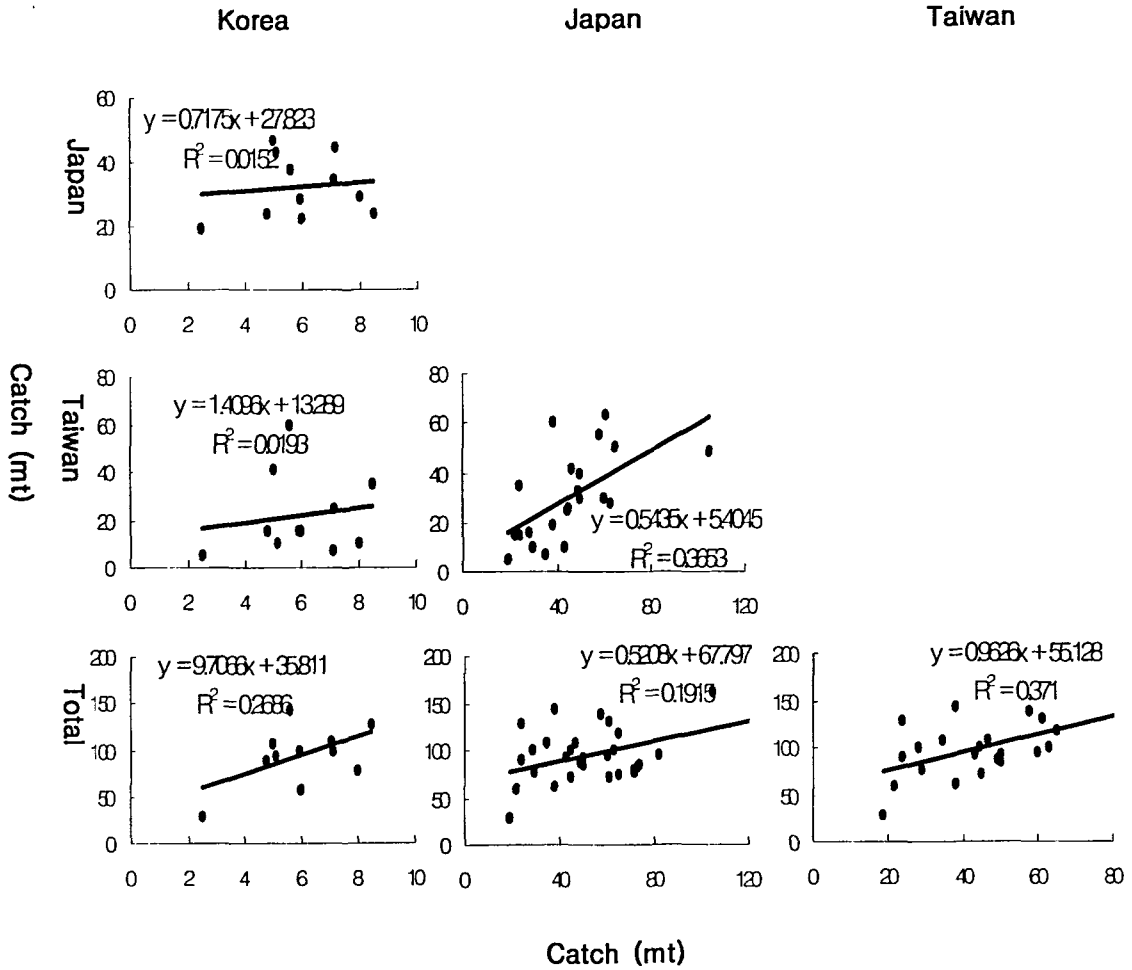 Korea Japan Taiwan
60
40
20
0
y = 0.7175x + 27.823
R² = 0.0152
Japan
0 2 4 6 8 10
80
60
40
20
0
y = 1.4096x + 13.289
R² = 0.0193
Taiwan
0 2 4 6 8 10
80
60
40
20
0
y = 0.5435x + 5.4045
R² = 0.3653
0 40 80 120
Catch (mt)
200
150
100
50
0
y = 9.7066x + 35.811
R² = 0.2686
Total
0 2 4 6 8 10
200
150
100
50
0
y = 0.5208x + 67.797
R² = 0.1915
0 40 80 120
200
150
100
50
0
y = 0.9626x + 55.128
R² = 0.371
0 20 40 60 80
Catch (mt)